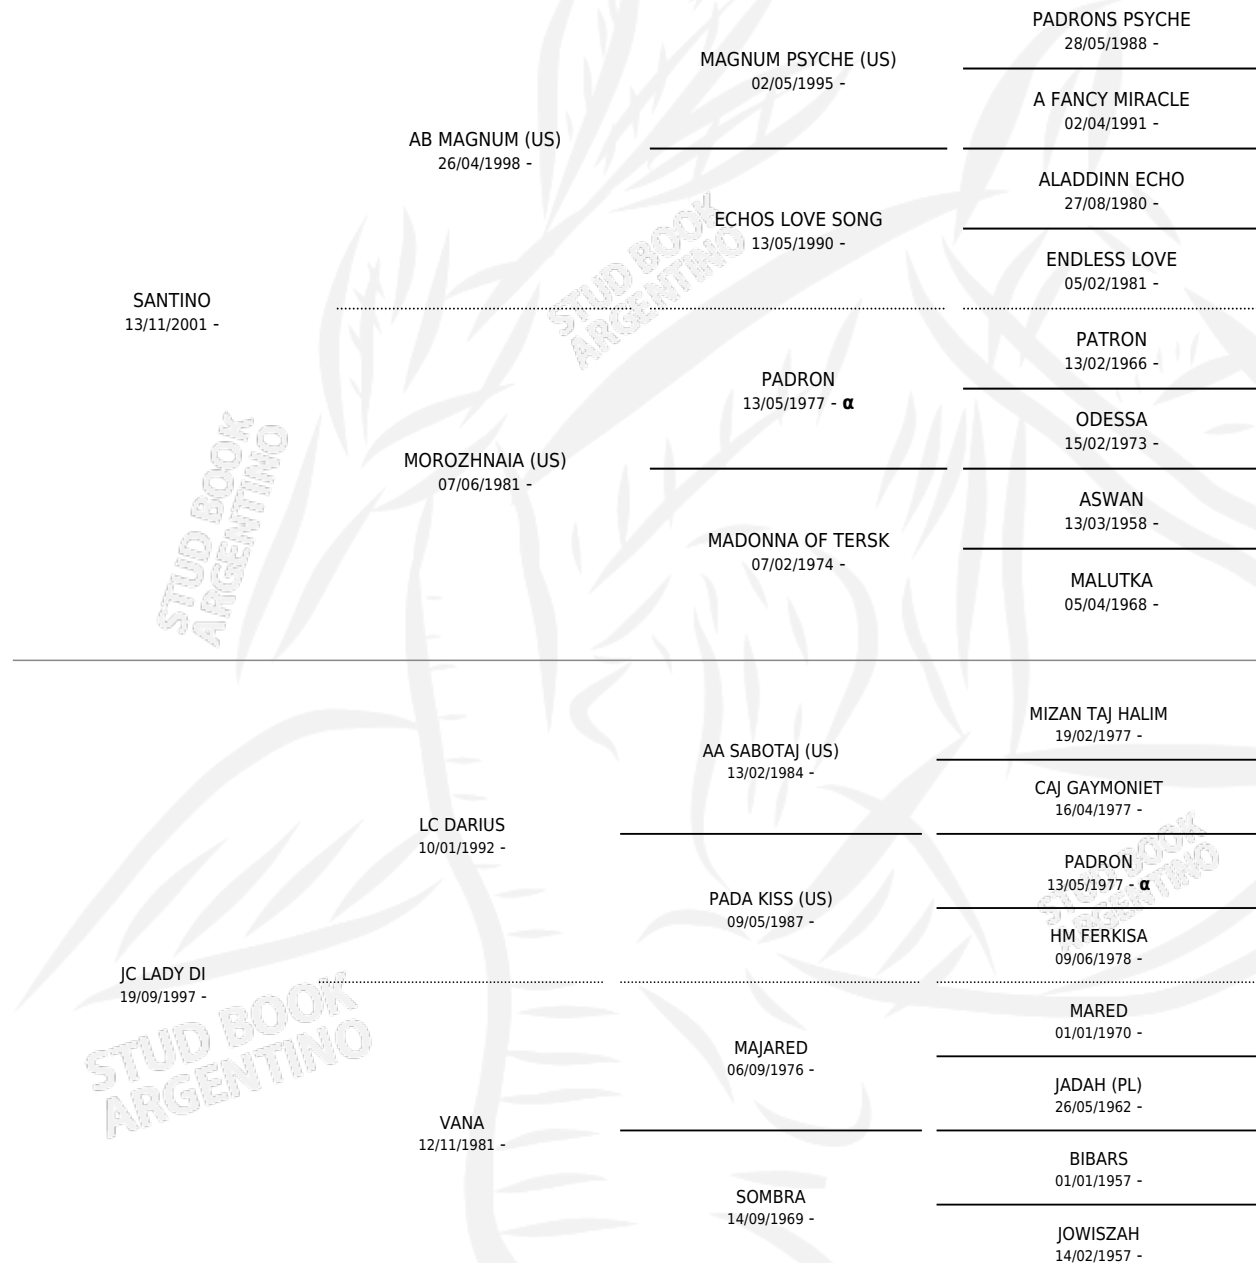 PADRONS PSYCHE
28/05/1988 -
MAGNUM PSYCHE (US)
02/05/1995 -
A FANCY MIRACLE
02/04/1991 -
AB MAGNUM (US)
26/04/1998 -
ALADDINN ECHO
27/08/1980 -
ECHOS LOVE SONG
13/05/1990 -
ENDLESS LOVE
05/02/1981 -
SANTINO
13/11/2001 -
PATRON
13/02/1966 -
PADRON
13/05/1977 - α
ODESSA
15/02/1973 -
MOROZHNAIA (US)
07/06/1981 -
ASWAN
13/03/1958 -
MADONNA OF TERSK
07/02/1974 -
MALUTKA
05/04/1968 -
MIZAN TAJ HALIM
19/02/1977 -
AA SABOTAJ (US)
13/02/1984 -
CAJ GAYMONIET
16/04/1977 -
LC DARIUS
10/01/1992 -
PADRON
13/05/1977 - α
PADA KISS (US)
09/05/1987 -
HM FERKISA
09/06/1978 -
JC LADY DI
19/09/1997 -
MARED
01/01/1970 -
MAJARED
06/09/1976 -
JADAH (PL)
26/05/1962 -
VANA
12/11/1981 -
BIBARS
01/01/1957 -
SOMBRA
14/09/1969 -
JOWISZAH
14/02/1957 -
STUD BOOK
ARGENTINO
STUD BOOK
ARGENTINO
STUD BOOK
ARGENTINO
STUD BOOK
ARGENTINO